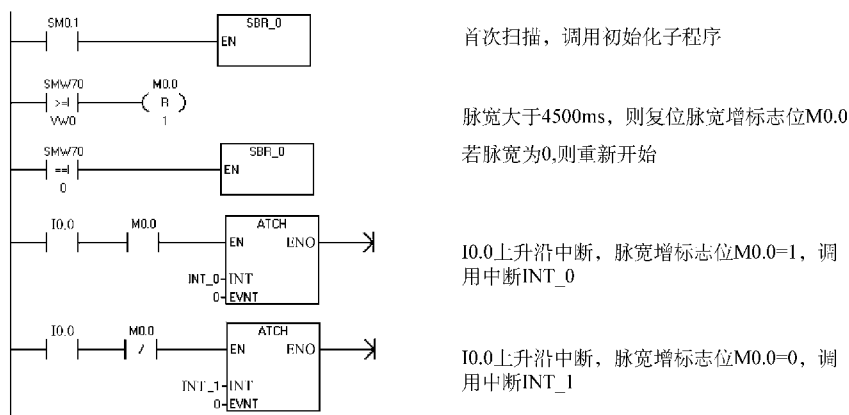 SM0.1
SBR_0
EN
首次扫描，调用初始化子程序
SMW70
>=I
VW0
M0.0
R
1
脉宽大于4500ms，则复位脉宽增标志位M0.0
SMW70
==I
0
SBR_0
EN
若脉宽为0,则重新开始
I0.0
M0.0
ATCH
EN
ENO
INT_0
INT
0
EVNT
I0.0上升沿中断，脉宽增标志位M0.0=1，调
用中断INT_0
I0.0
M0.0
/
ATCH
EN
ENO
INT_1
INT
0
EVNT
I0.0上升沿中断，脉宽增标志位M0.0=0，调
用中断INT_1